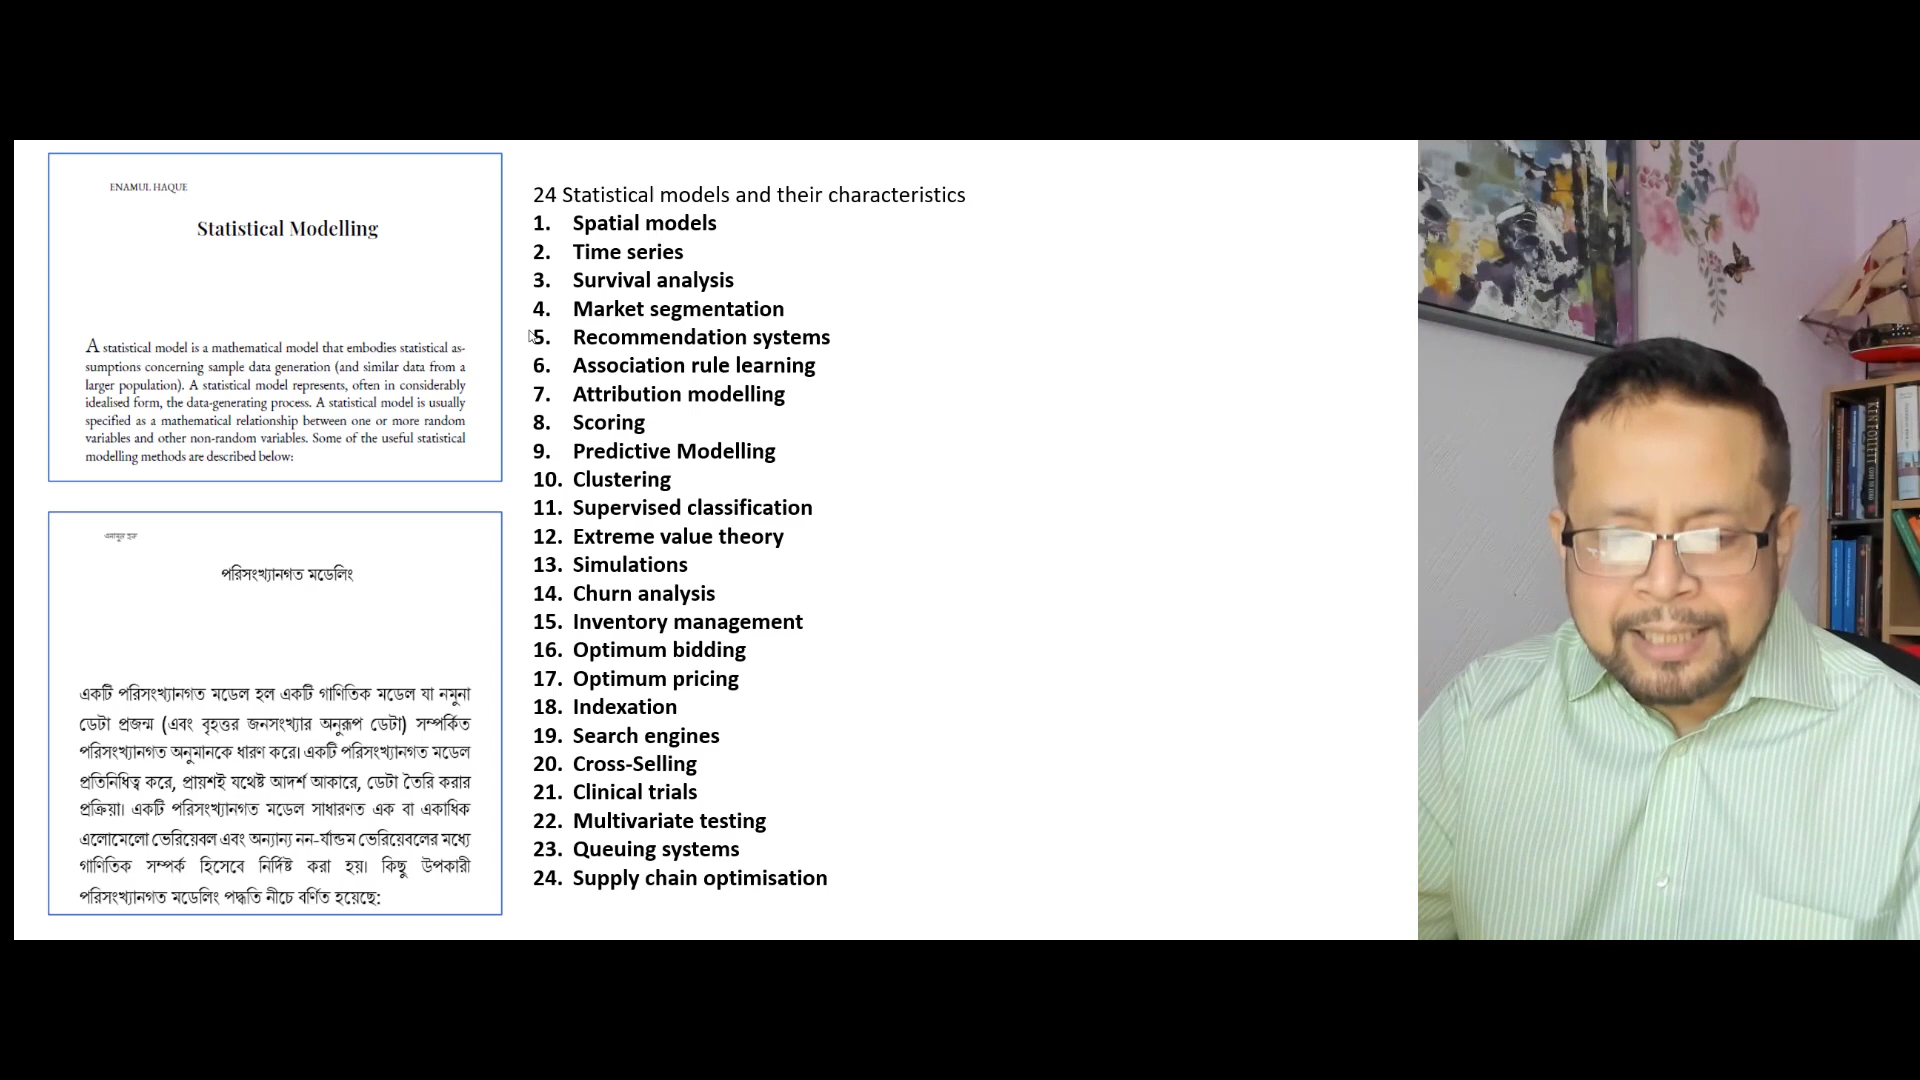 ENAMUL HAQUE
Statistical Modelling
A statistical model is a mathematical model that embodies statistical as-
sumptions concerning sample data generation (and similar data from a
larger population). A statistical model represents, often in considerably
idealised form, the data-generating process. A statistical model is usually
specified as a mathematical relationship between one or more random
variables and other non-random variables. Some of the useful statistical
modelling methods are described below:
এনামুল হক
পরিসংখ্যানগত মডেলিং
একটি পরিসংখ্যানগত মডেল হল একটি গাণিতিক মডেল যা নমুনা
ডেটা প্রজন্ম (এবং বৃহত্তর জনসংখ্যার অনুরূপ ডেটা) সম্পর্কিত
পরিসংখ্যানগত অনুমানকে ধারণ করে। একটি পরিসংখ্যানগত মডেল
প্রতিনিধিত্ব করে, প্রায়শই যথেষ্ট আদর্শ আকারে, ডেটা তৈরি করার
প্রক্রিয়া। একটি পরিসংখ্যানগত মডেল সাধারণত এক বা একাধিক
এলোমেলো ভেরিয়েবল এবং অন্যান্য নন-র্যান্ডম ভেরিয়েবলের মধ্যে
গাণিতিক সম্পর্ক হিসেবে নির্দিষ্ট করা হয়। কিছু উপকারী
পরিসংখ্যানগত মডেলিং পদ্ধতি নীচে বর্ণিত হয়েছে:
24 Statistical models and their characteristics
1. Spatial models
2. Time series
3. Survival analysis
4. Market segmentation
5. Recommendation systems
6. Association rule learning
7. Attribution modelling
8. Scoring
9. Predictive Modelling
10. Clustering
11. Supervised classification
12. Extreme value theory
13. Simulations
14. Churn analysis
15. Inventory management
16. Optimum bidding
17. Optimum pricing
18. Indexation
19. Search engines
20. Cross-Selling
21. Clinical trials
22. Multivariate testing
23. Queuing systems
24. Supply chain optimisation
KEN FOLLETT